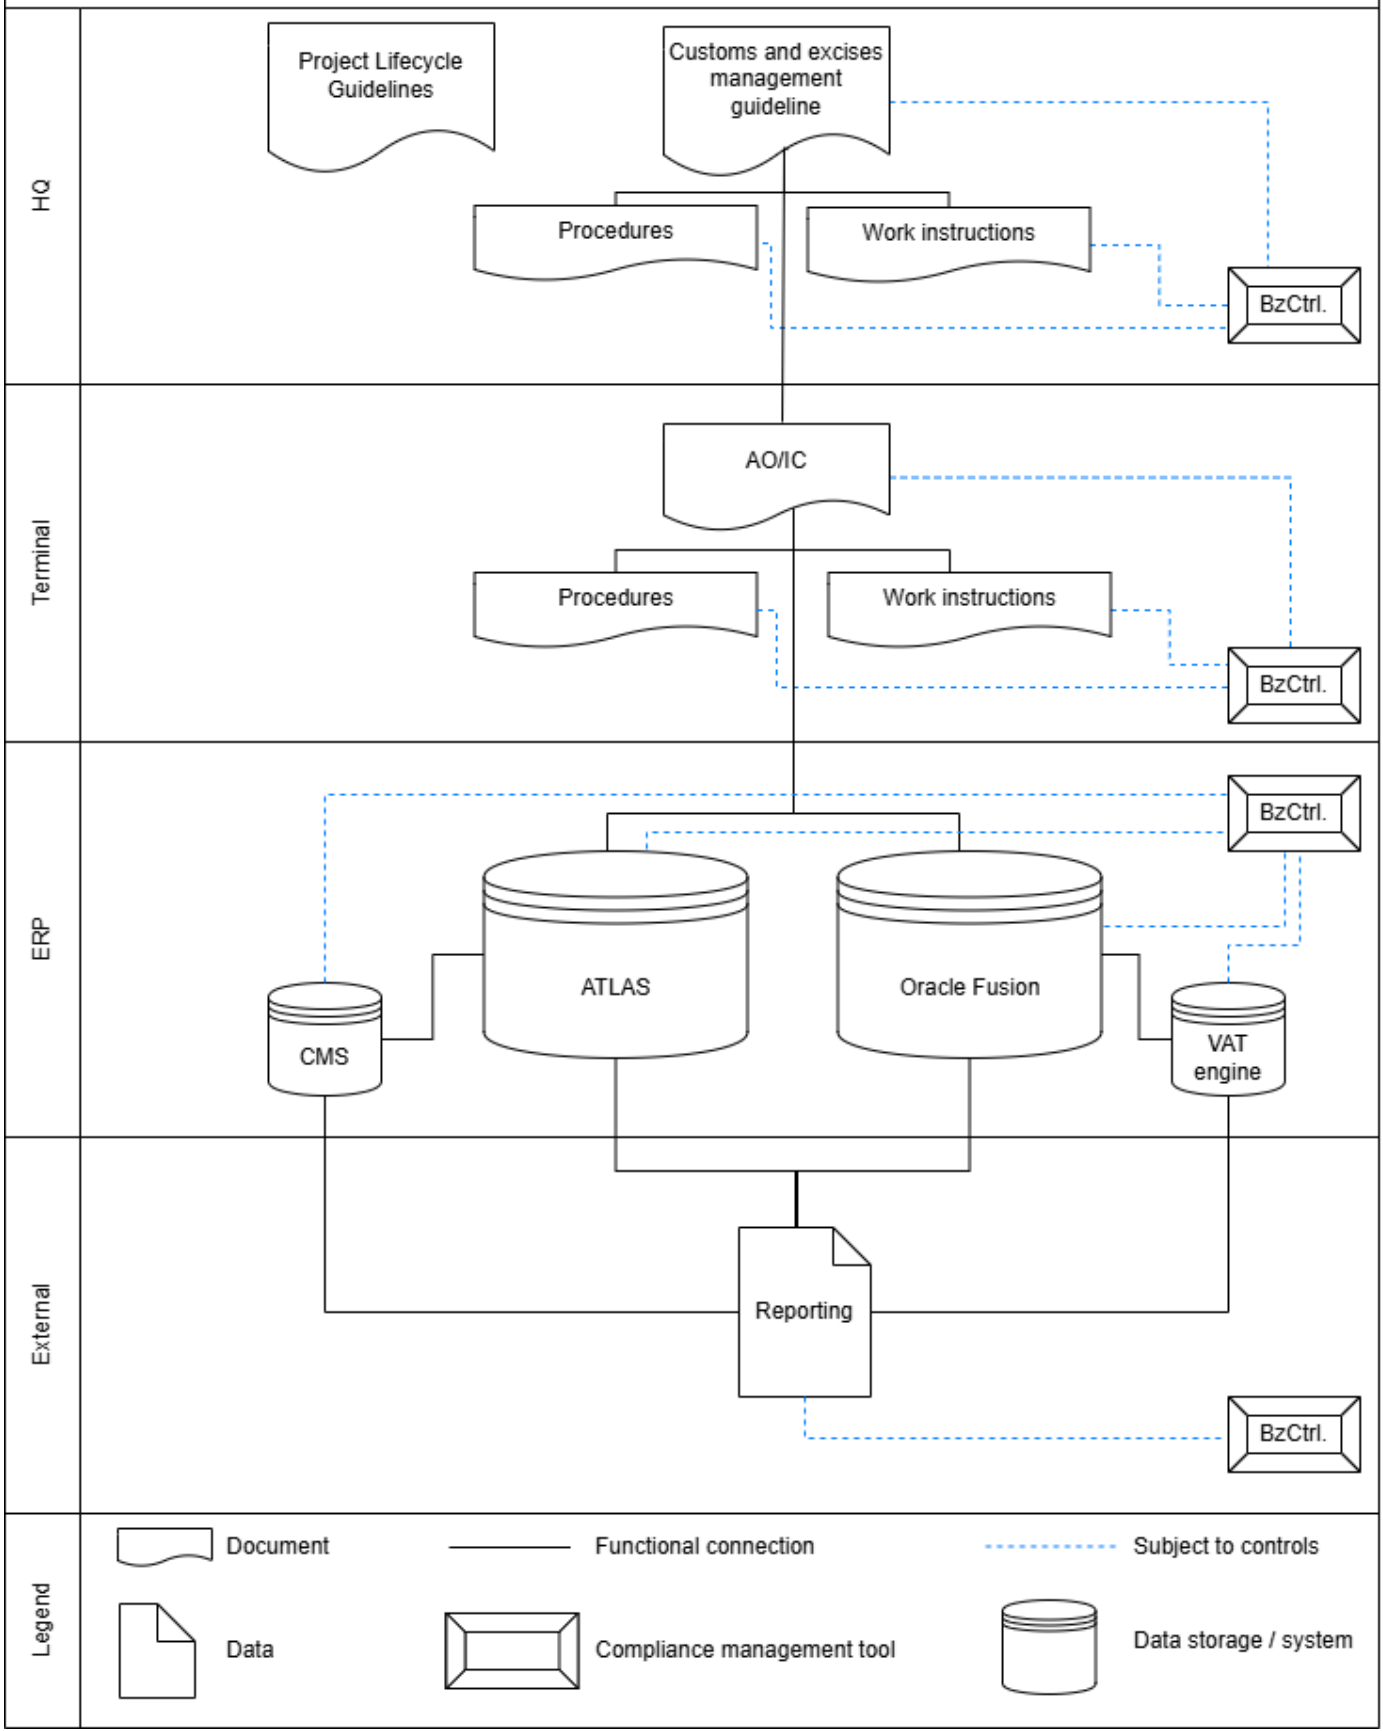 HQ
Project Lifecycle
Guidelines
Customs and excises
management
guideline
Procedures
Work instructions
BzCtrl.
Terminal
AO/IC
Procedures
Work instructions
BzCtrl.
ERP
BzCtrl.
ATLAS
Oracle Fusion
CMS
VAT
engine
External
Reporting
BzCtrl.
Legend
Document
Functional connection
Subject to controls
Data
Compliance management tool
Data storage / system